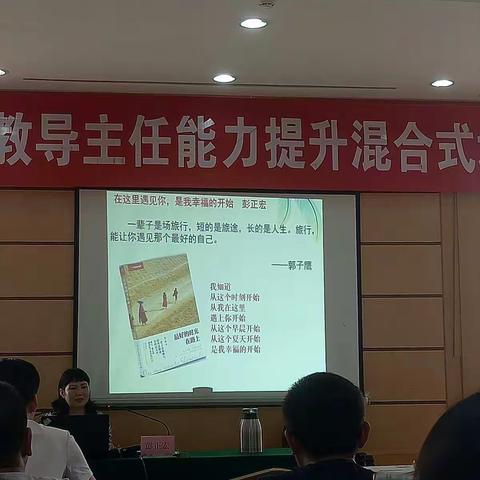 教导主任能力提升混合式
在这里遇见你，是我幸福的开始 彭正宏
一辈子是场旅行，短的是旅途，长的是人生。旅行，
能让你遇见那个最好的自己。
——郭子鹰
我知道
从这个时刻开始
从我在这里
遇上你开始
从这个早晨开始
从这个夏天开始
是我幸福的开始
最好的时光
在路上
彭正宏